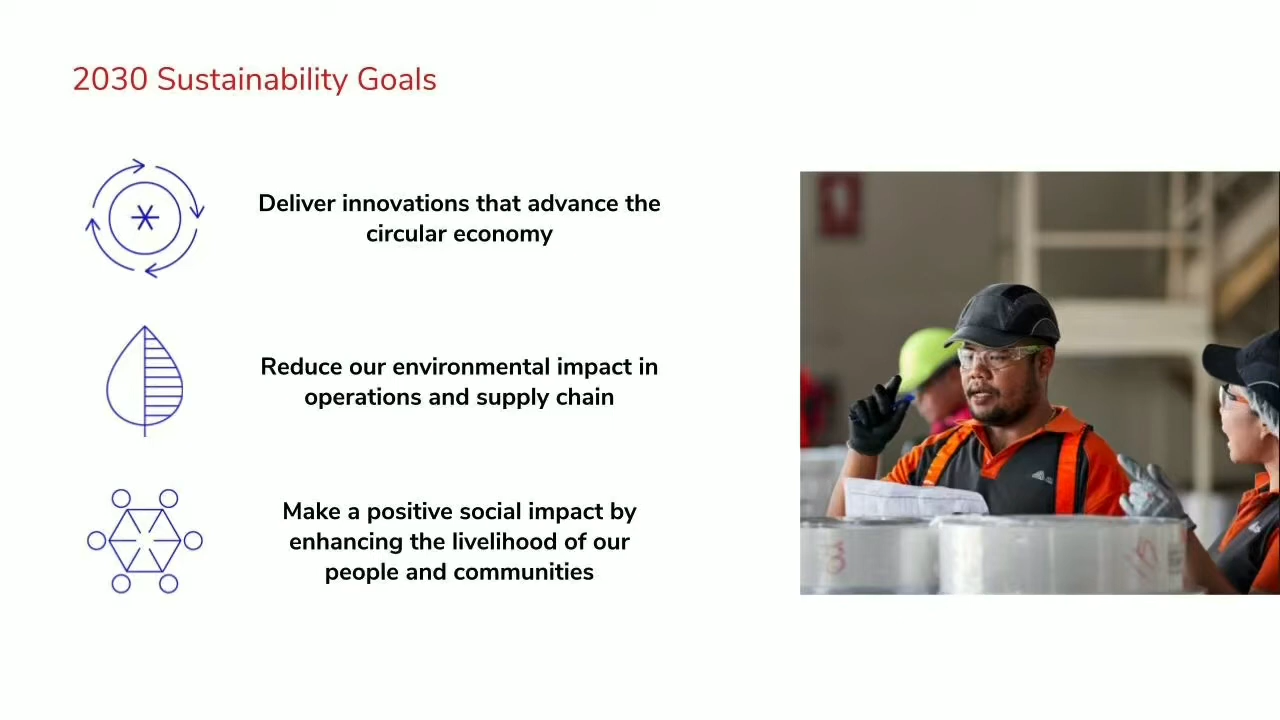 2030 Sustainability Goals
Deliver innovations that advance the
circular economy
Reduce our environmental impact in
operations and supply chain
Make a positive social impact by
enhancing the livelihood of our
people and communities